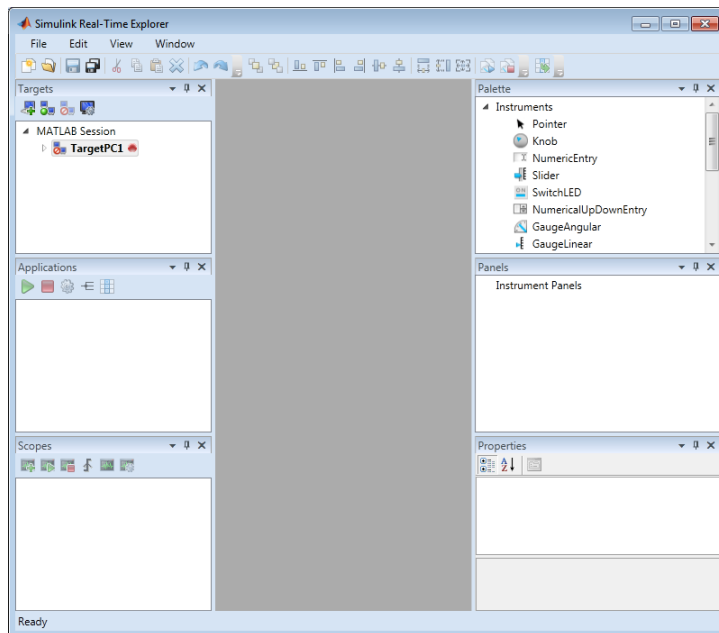 Simulink Real-Time Explorer
File Edit View Window
Targets
MATLAB Session
TargetPC1
Applications
Scopes
Palette
Instruments
Pointer
Knob
NumericEntry
Slider
SwitchLED
NumericalUpDownEntry
GaugeAngular
GaugeLinear
Panels
Instrument Panels
Properties
Ready